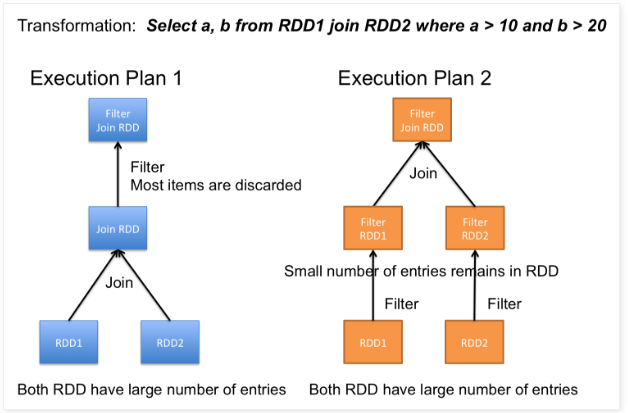 Transformation: Select a, b from RDD1 join RDD2 where a > 10 and b > 20
Execution Plan 1
Filter
Join RDD
Filter
Most items are discarded
Join RDD
Join
RDD1
RDD2
Both RDD have large number of entries
Execution Plan 2
Filter
Join RDD
Join
Filter
RDD1
Filter
RDD2
Small number of entries remains in RDD
Filter
Filter
RDD1
RDD2
Both RDD have large number of entries